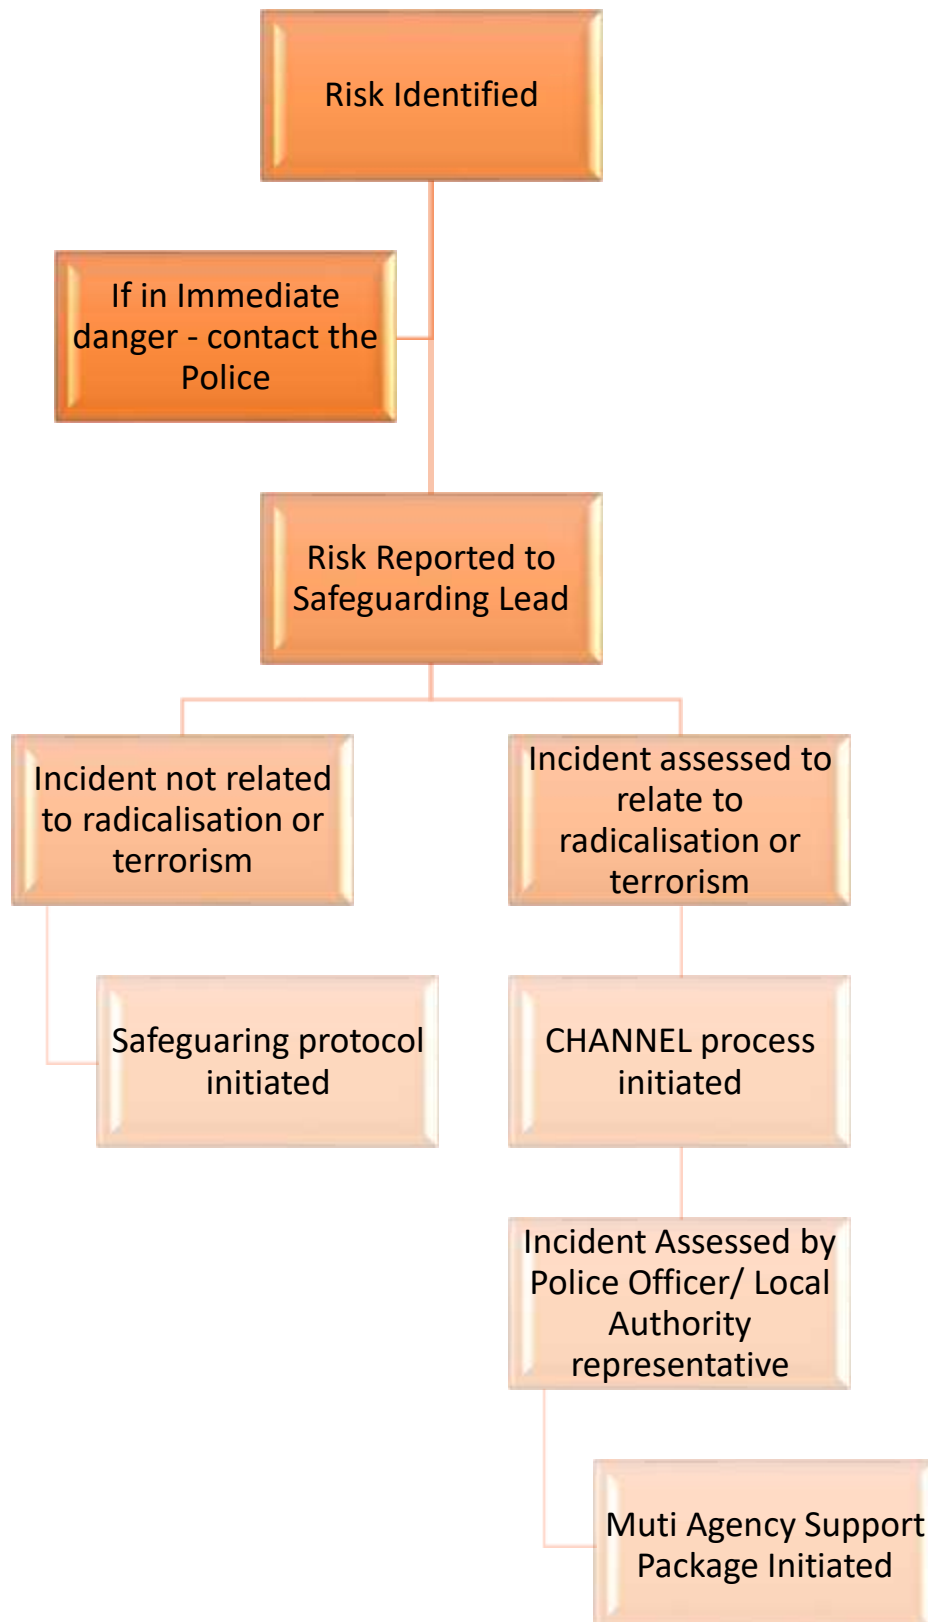 Risk Identified
If in Immediate
danger - contact the
Police
Risk Reported to
Safeguarding Lead
Incident not related
to radicalisation or
terrorism
Incident assessed to
relate to
radicalisation or
terrorism
Safeguaring protocol
initiated
CHANNEL process
initiated
Incident Assessed by
Police Officer/ Local
Authority
representative
Muti Agency Support
Package Initiated